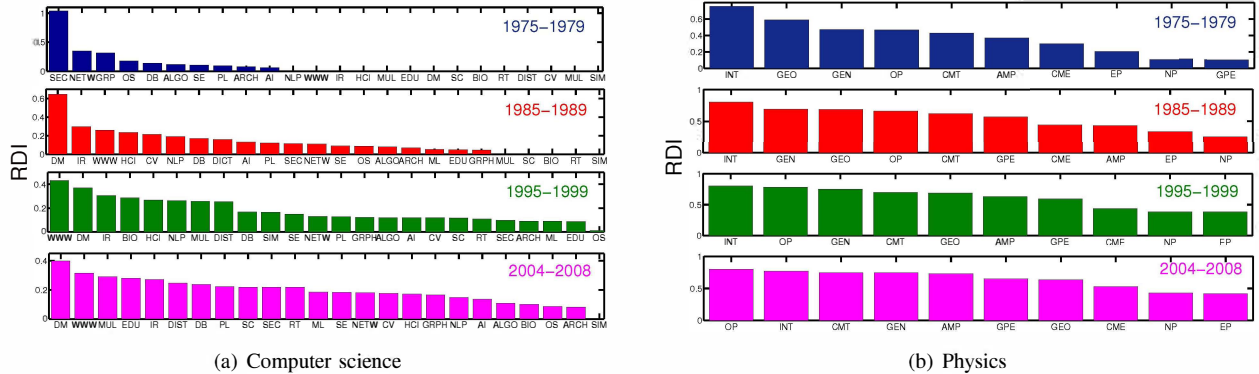 RDI
1
0.5
0
1975−1979
SEC NETW GRP OS DB ALGO SE PL ARCH AI NLP WWW IR HCI MUL EDU DM SC BIO RT DIST CV MUL SIM
0.6
0.4
0.2
0
1985−1989
DM IR WWW HCI CV NLP DB DICT AI PL SEC NETW SE OS ALGO ARCH ML EDU GRPH MUL SC BIO RT SIM
0.4
0.2
0
1995−1999
WWW DM IR BIO HCI NLP MUL DIST DB SIM SE NETW PL GRPH ALGO AI CV SC RT SEC ARCH ML EDU OS
0.4
0.2
0
2004−2008
DM WWW MUL EDU IR DIST DB PL SC SEC RT ML SE NETW CV HCI GRPH NLP AI ALGO BIO OS ARCH SIM
(a) Computer science
RDI
0.6
0.4
0.2
0
1975−1979
INT GEO GEN OP CMT AMP CME EP NP GPE
1
0.5
0
1985−1989
INT GEN GEO OP CMT GPE CME AMP EP NP
1
0.5
0
1995−1999
INT OP GEN CMT GEO AMP GPE CME NP EP
1
0.5
0
2004−2008
OP INT CMT GEN AMP GPE GEO CME NP EP
(b) Physics